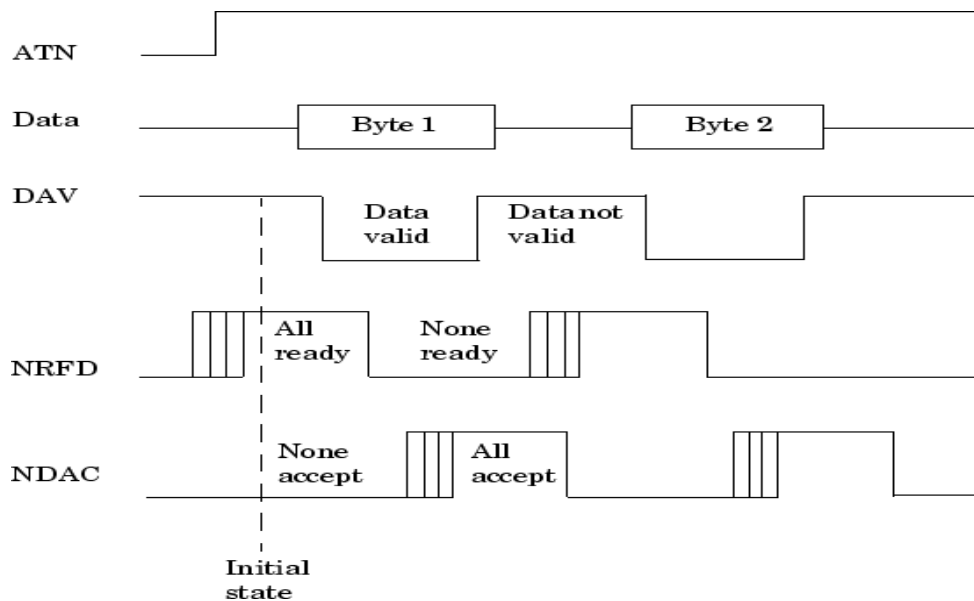 ATN
Data
Byte 1
Byte 2
DAV
Data
valid
Data not
valid
NRFD
All
ready
None
ready
NDAC
None
accept
All
accept
Initial
state